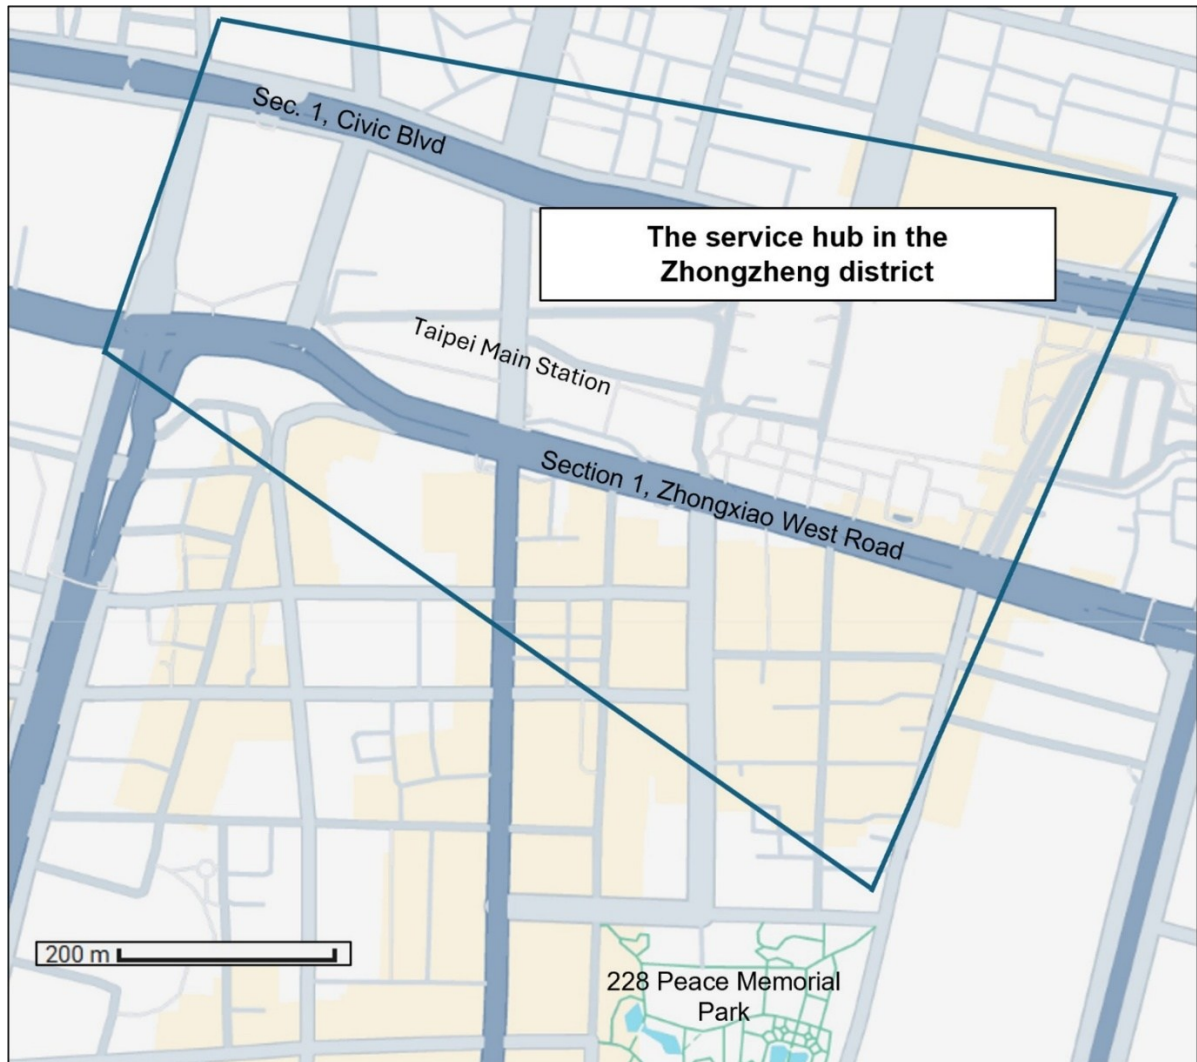 Sec. 1, Civic Blvd
The service hub in the
Zhongzheng district
Taipei Main Station
Section 1, Zhongxiao West Road
200 m
228 Peace Memorial
Park